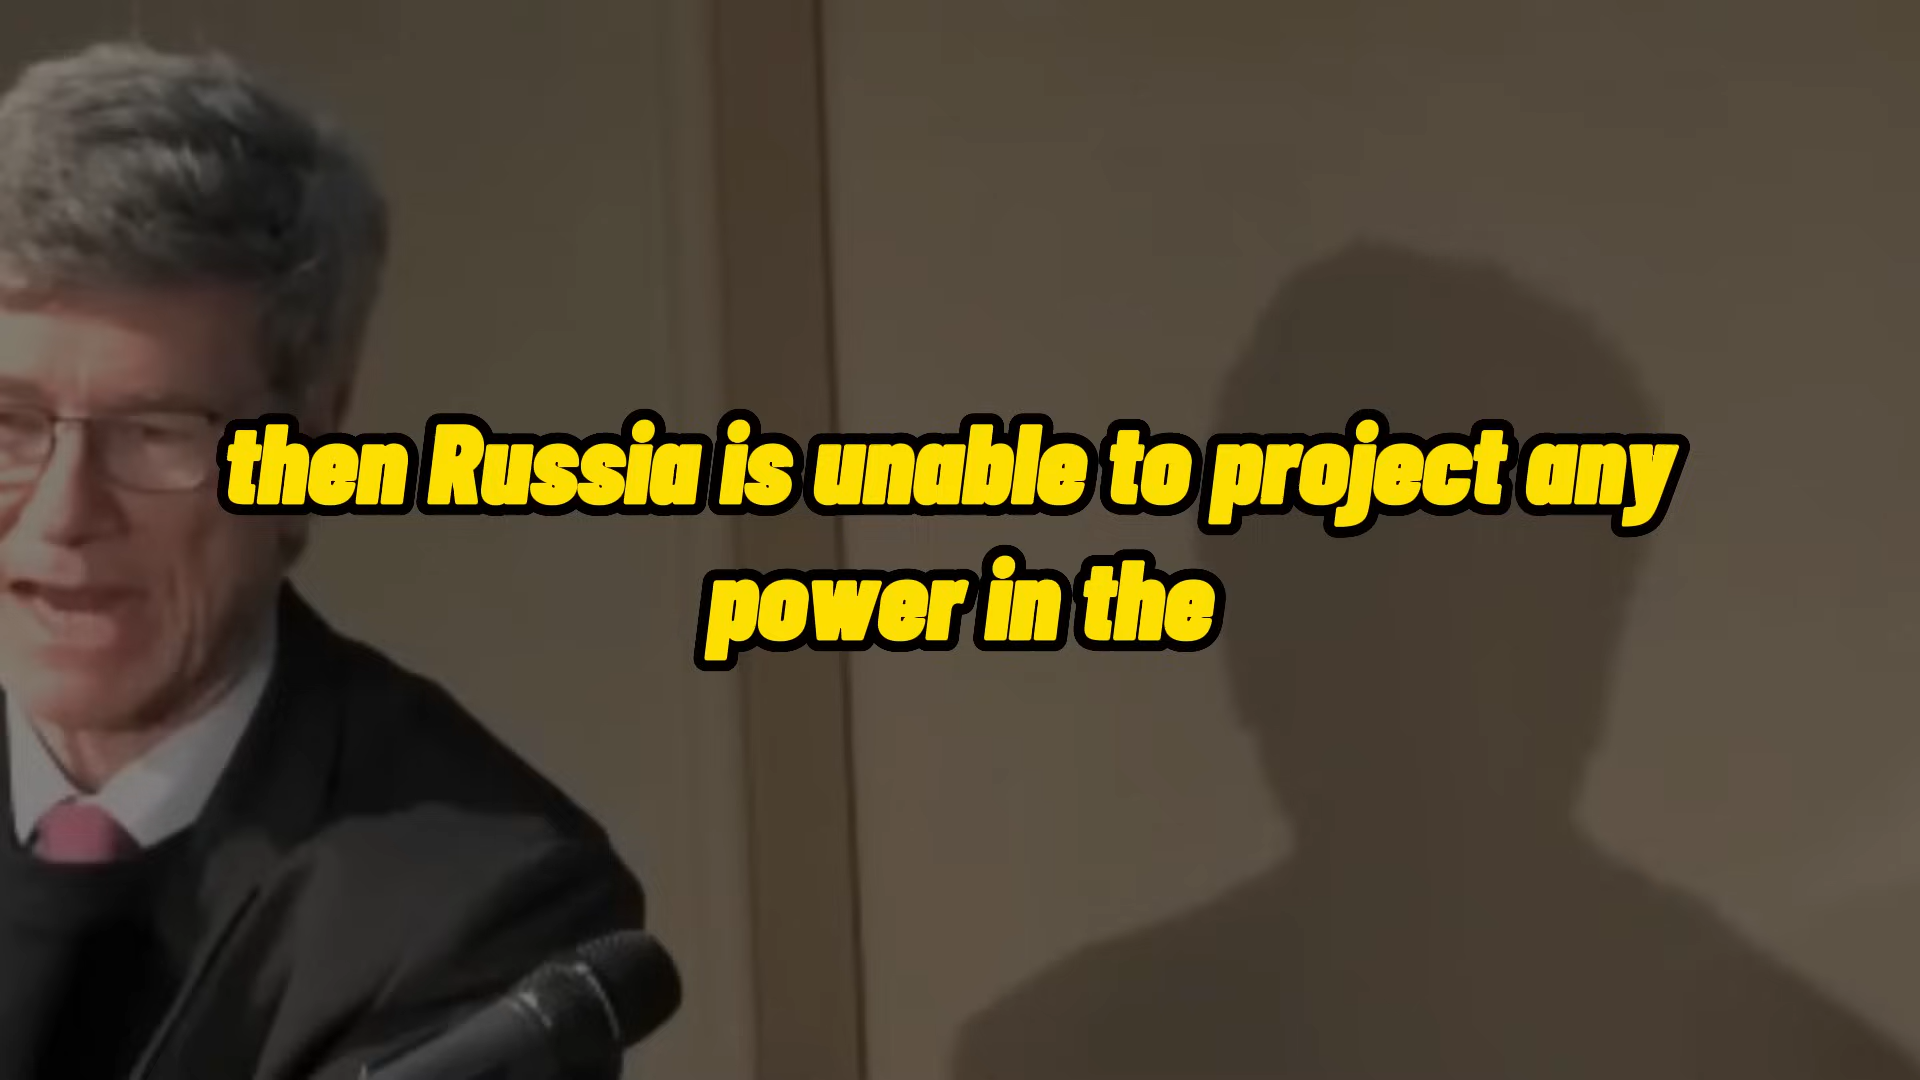 then Russia is unable to project any
power in the